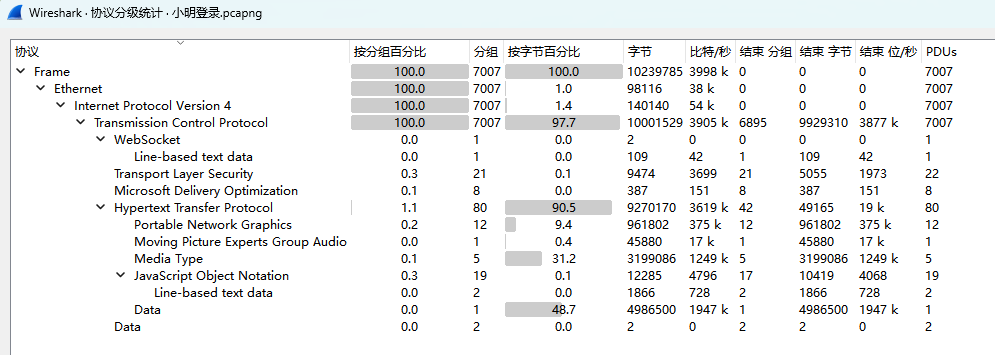 Wireshark · 协议分级统计 · 小明登录.pcapng
协议 按分组百分比 分组 按字节百分比 字节 比特/秒 结束 分组 结束 字节 结束 位/秒 PDUs
Frame 100.0 7007 100.0 10239785 3998 k 0 0 0 7007
Ethernet 100.0 7007 1.0 98116 38 k 0 0 0 7007
Internet Protocol Version 4 100.0 7007 1.4 140140 54 k 0 0 0 7007
Transmission Control Protocol 100.0 7007 97.7 10001529 3905 k 6895 9929310 3877 k 7007
WebSocket 0.0 1 0.0 2 0 0 0 0 1
Line-based text data 0.0 1 0.0 109 42 1 109 42 1
Transport Layer Security 0.3 21 0.1 9474 3699 21 5055 1973 22
Microsoft Delivery Optimization 0.1 8 0.0 387 151 8 387 151 8
Hypertext Transfer Protocol 1.1 80 90.5 9270170 3619 k 42 49165 19 k 80
Portable Network Graphics 0.2 12 9.4 961802 375 k 12 961802 375 k 12
Moving Picture Experts Group Audio 0.0 1 0.4 45880 17 k 1 45880 17 k 1
Media Type 0.1 5 31.2 3199086 1249 k 5 3199086 1249 k 5
JavaScript Object Notation 0.3 19 0.1 12285 4796 17 10419 4068 19
Line-based text data 0.0 2 0.0 1866 728 2 1866 728 2
Data 0.0 1 48.7 4986500 1947 k 1 4986500 1947 k 1
Data 0.0 2 0.0 2 0 2 2 0 2